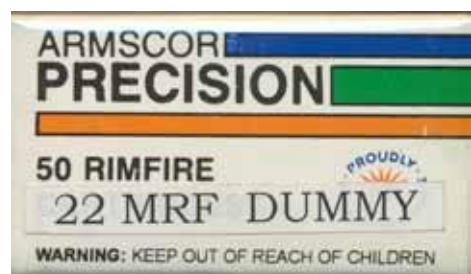 ARMSCOR
PRECISION
50 RIMFIRE
PROUDLY
22 MRF DUMMY
WARNING: KEEP OUT OF REACH OF CHILDREN